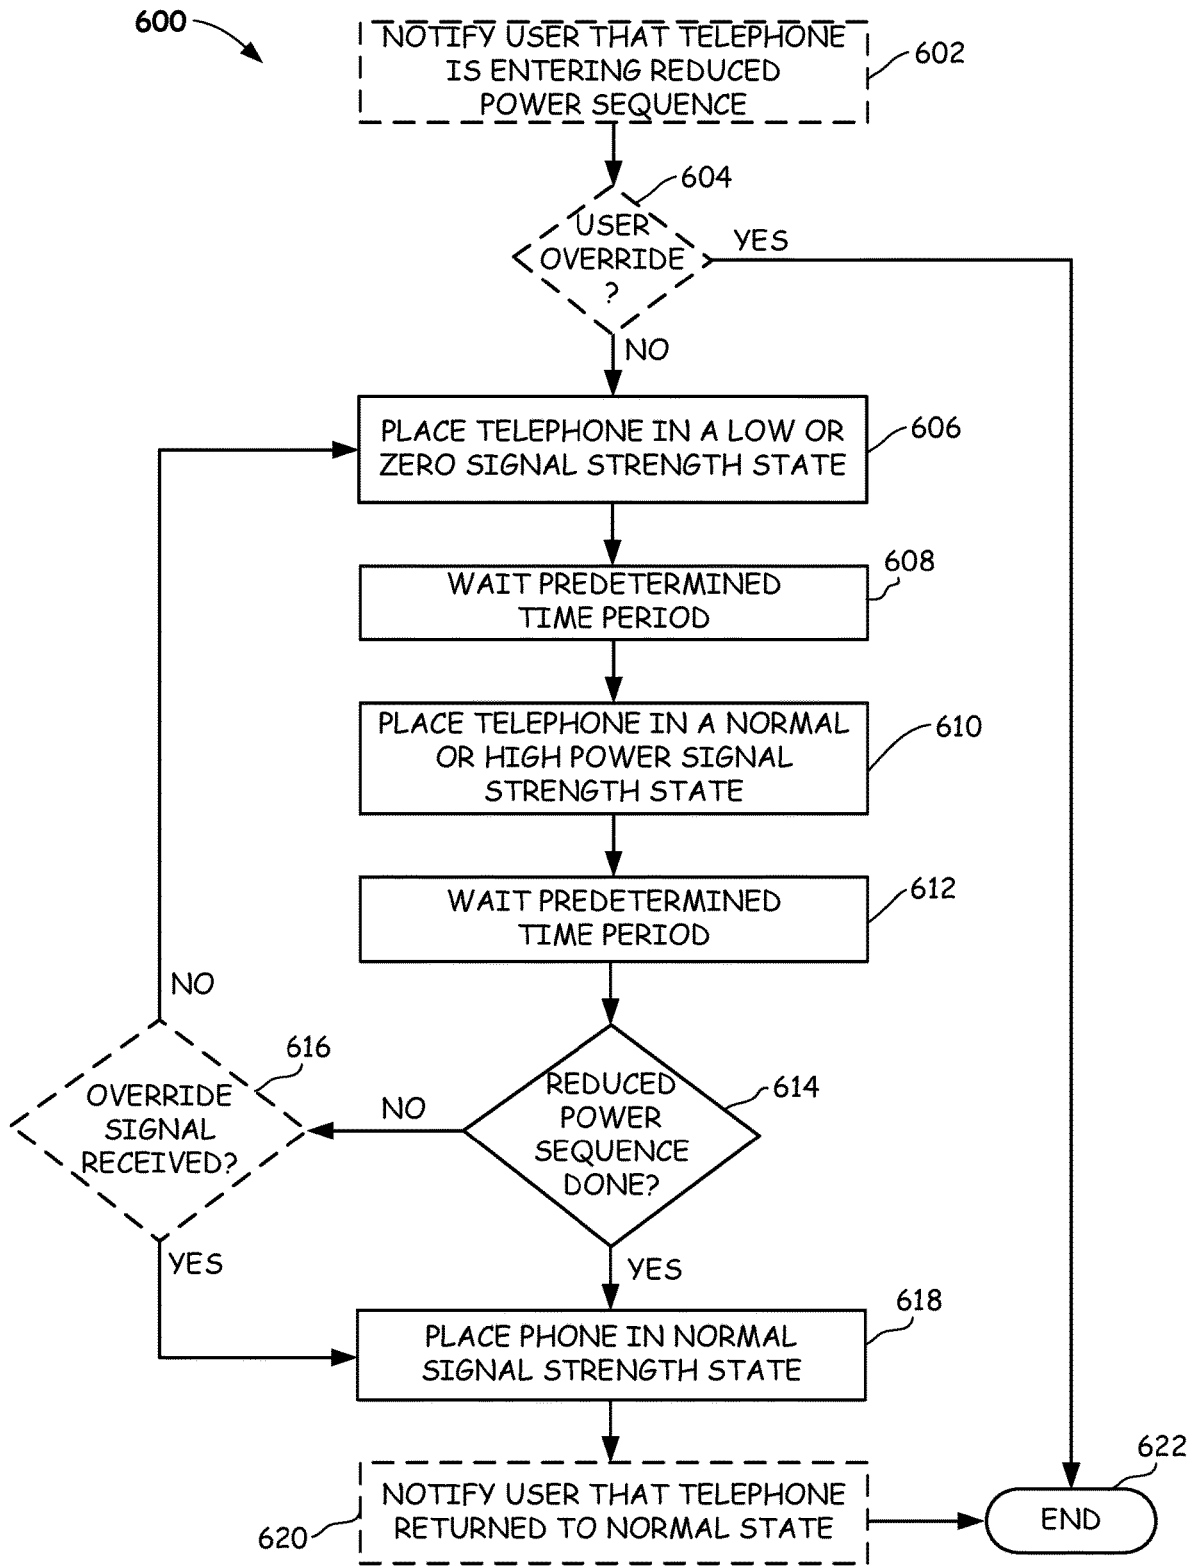 600
NOTIFY USER THAT TELEPHONE
IS ENTERING REDUCED
POWER SEQUENCE
602
604
USER
OVERRIDE
?
YES
NO
PLACE TELEPHONE IN A LOW OR
ZERO SIGNAL STRENGTH STATE
606
WAIT PREDETERMINED
TIME PERIOD
608
PLACE TELEPHONE IN A NORMAL
OR HIGH POWER SIGNAL
STRENGTH STATE
610
WAIT PREDETERMINED
TIME PERIOD
612
REDUCED
POWER
SEQUENCE
DONE?
614
NO
616
OVERRIDE
SIGNAL
RECEIVED?
NO
YES
YES
PLACE PHONE IN NORMAL
SIGNAL STRENGTH STATE
618
NOTIFY USER THAT TELEPHONE
RETURNED TO NORMAL STATE
620
END
622